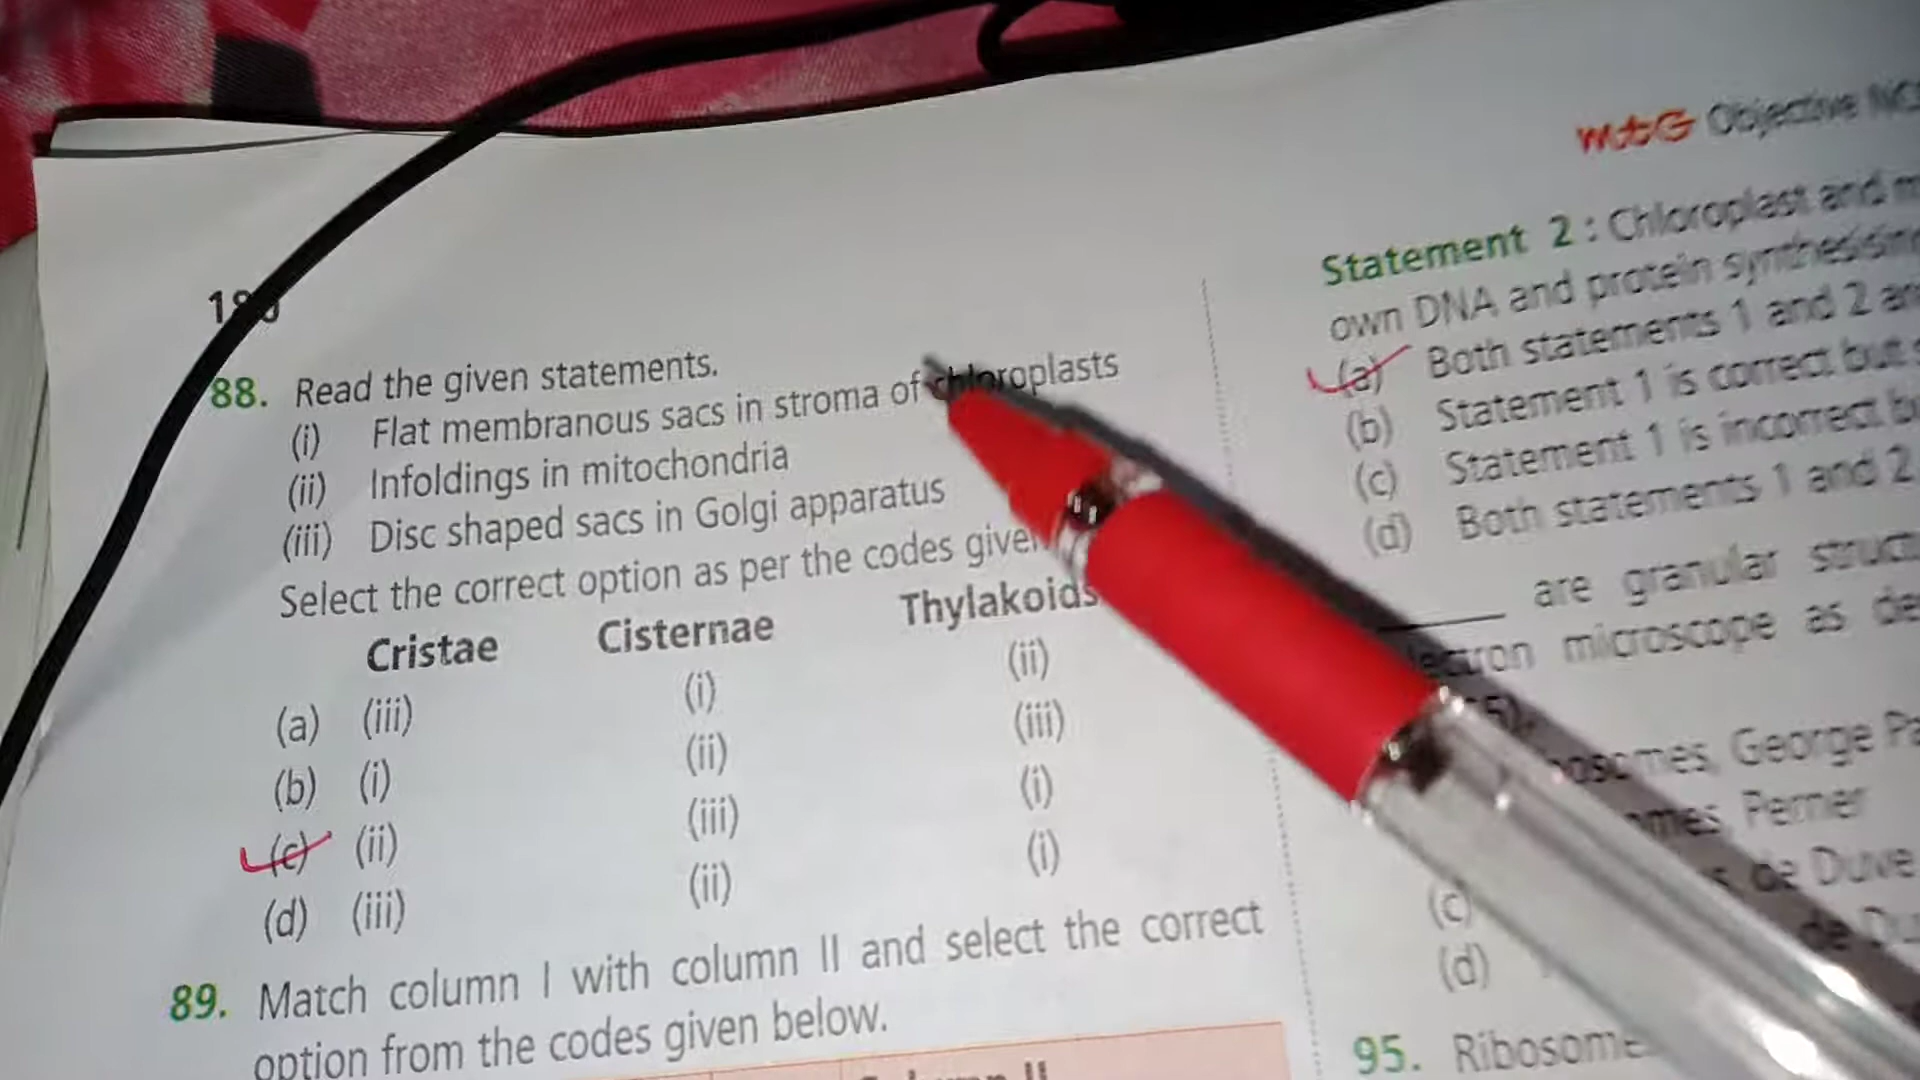 188
88. Read the given statements.
(i) Flat membranous sacs in stroma of chloroplasts
(ii) Infoldings in mitochondria
(iii) Disc shaped sacs in Golgi apparatus
Select the correct option as per the codes given
Cristae Cisternae Thylakoids
(a) (iii) (i) (ii)
(b) (i) (ii) (iii)
(c) (ii) (iii) (i)
(d) (iii) (ii) (i)
89. Match column I with column II and select the correct
option from the codes given below.
Column II
mtG Objective
Statement 2 : Chloroplast and
own DNA and protein
(a) Both statements 1 and 2
(b) Statement 1 is correct but
(c) Statement 1 is incorrect
(d) Both statements 1 and 2
are granular
microscope as
George
Perner
(c) de Duve
(d)
95. Ribosome